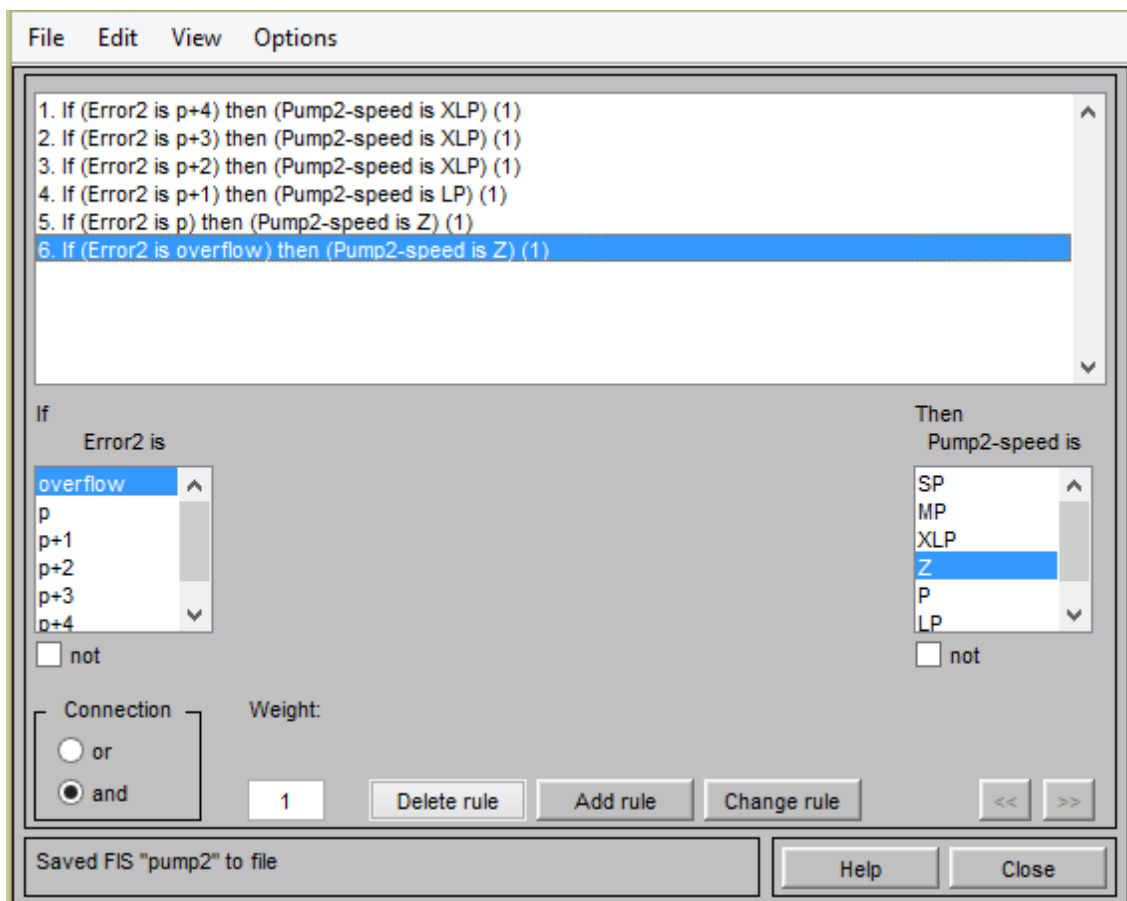 File Edit View Options
1. If (Error2 is p+4) then (Pump2-speed is XLP) (1)
2. If (Error2 is p+3) then (Pump2-speed is XLP) (1)
3. If (Error2 is p+2) then (Pump2-speed is XLP) (1)
4. If (Error2 is p+1) then (Pump2-speed is LP) (1)
5. If (Error2 is p) then (Pump2-speed is Z) (1)
6. If (Error2 is overflow) then (Pump2-speed is Z) (1)
If
Error2 is
overflow
p
p+1
p+2
p+3
p+4
not
Then
Pump2-speed is
SP
MP
XLP
Z
P
LP
not
Connection
or
and
Weight:
1
Delete rule
Add rule
Change rule
<<
>>
Saved FIS "pump2" to file
Help
Close